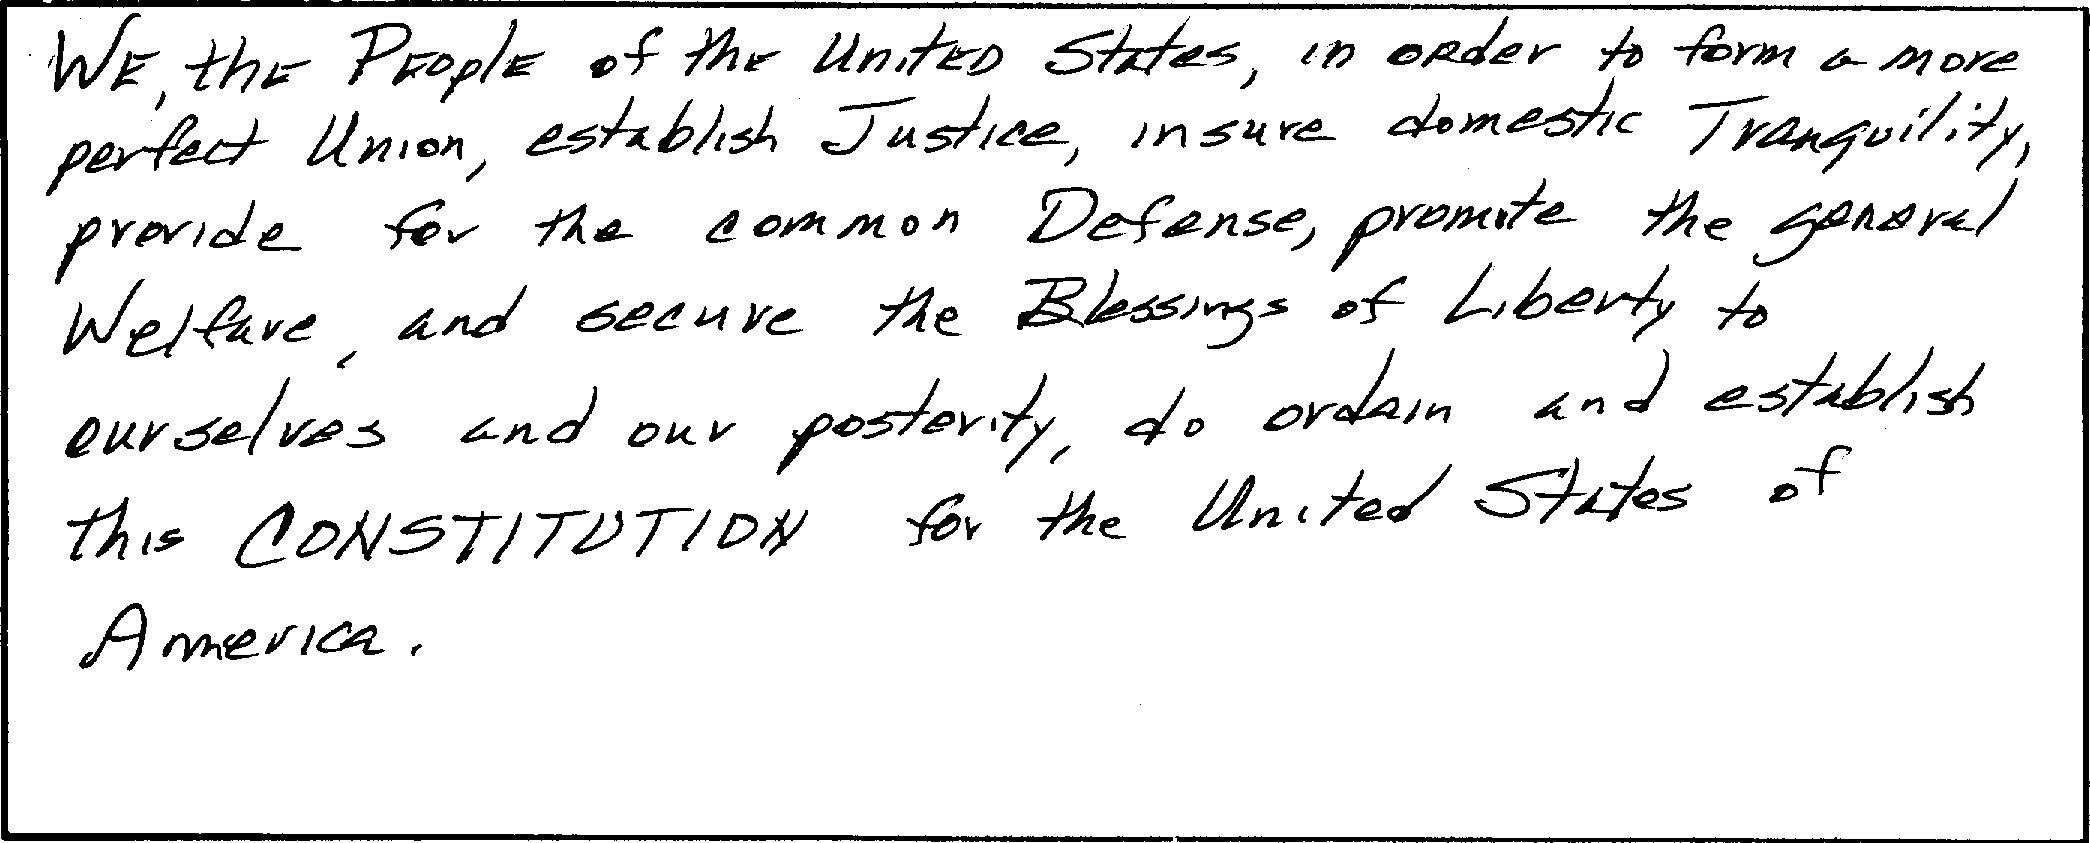 WE, the PEOplE of the UnitED States, in oRder to form a more
perfect Union, establish Justice, insure domestic Tranquility,
provide for the common Defense, promote the general
Welfare, and secure the Blessings of Liberty to
ourselves and our posterity, do ordain and establish
this CONSTITUTION for the United States of
America.